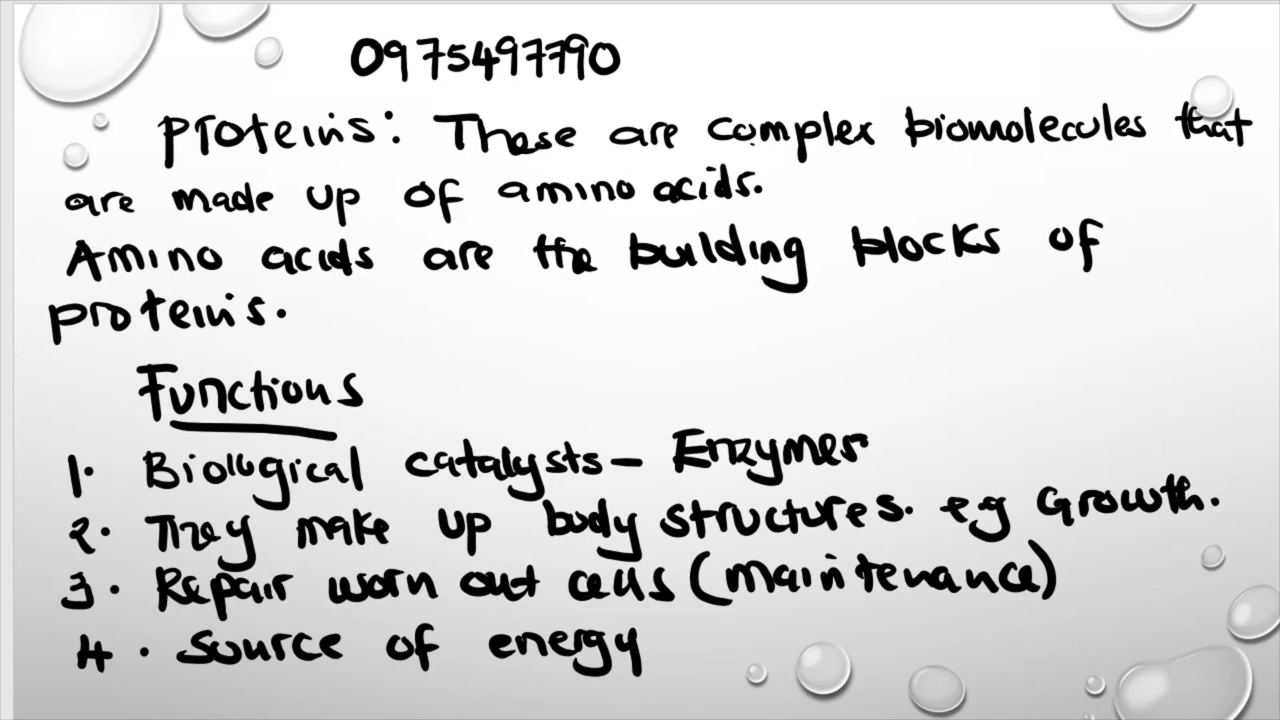 0975497790
Proteins: These are complex biomolecules that
are made up of amino acids.
Amino acids are the building blocks of
proteins.
Functions
1. Biological catalysts - Enzymes
2. They make up body structures. eg Growth.
3. Repair worn out cells (maintenance)
4. Source of energy